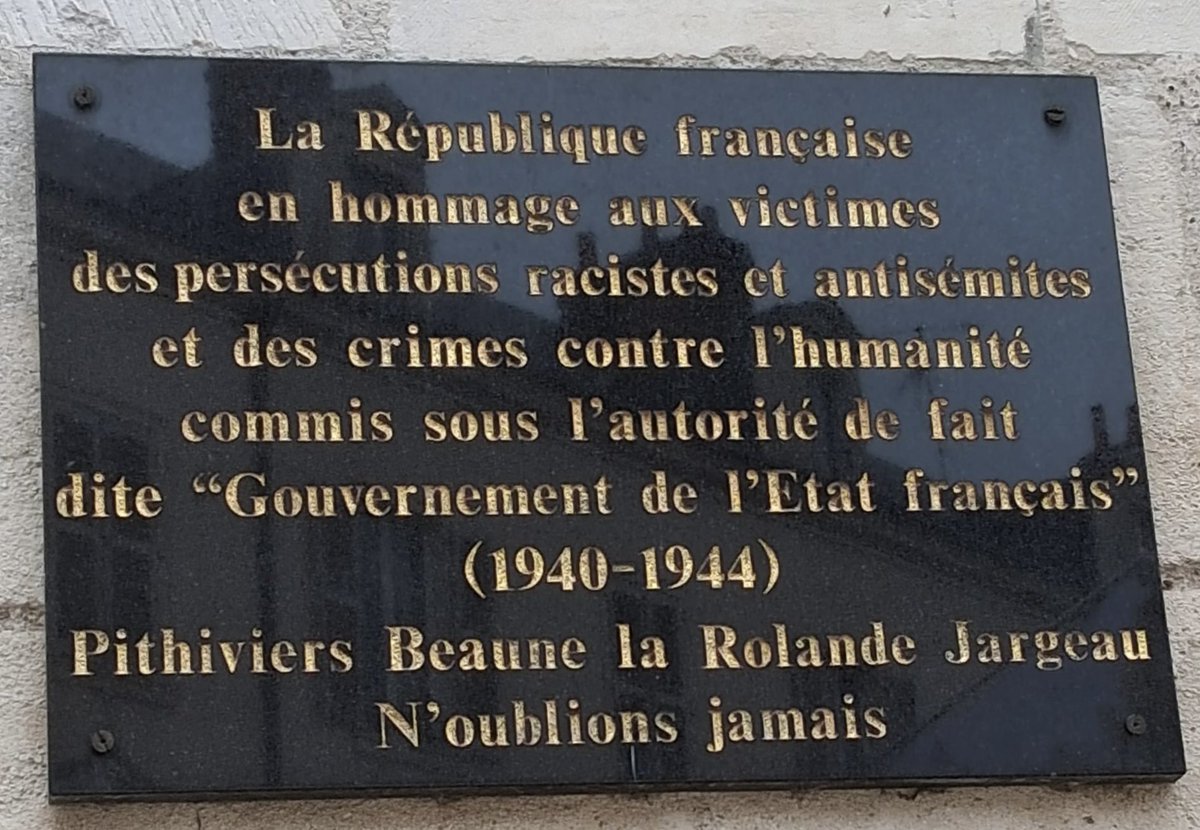 La République française
en hommage aux victimes
des persécutions racistes et antisémites
et des crimes contre l'humanité
commis sous l'autorité de fait
dite “Gouvernement de l'Etat français”
(1940-1944)
Pithiviers Beaune la Rolande Jargeau
N'oublions jamais